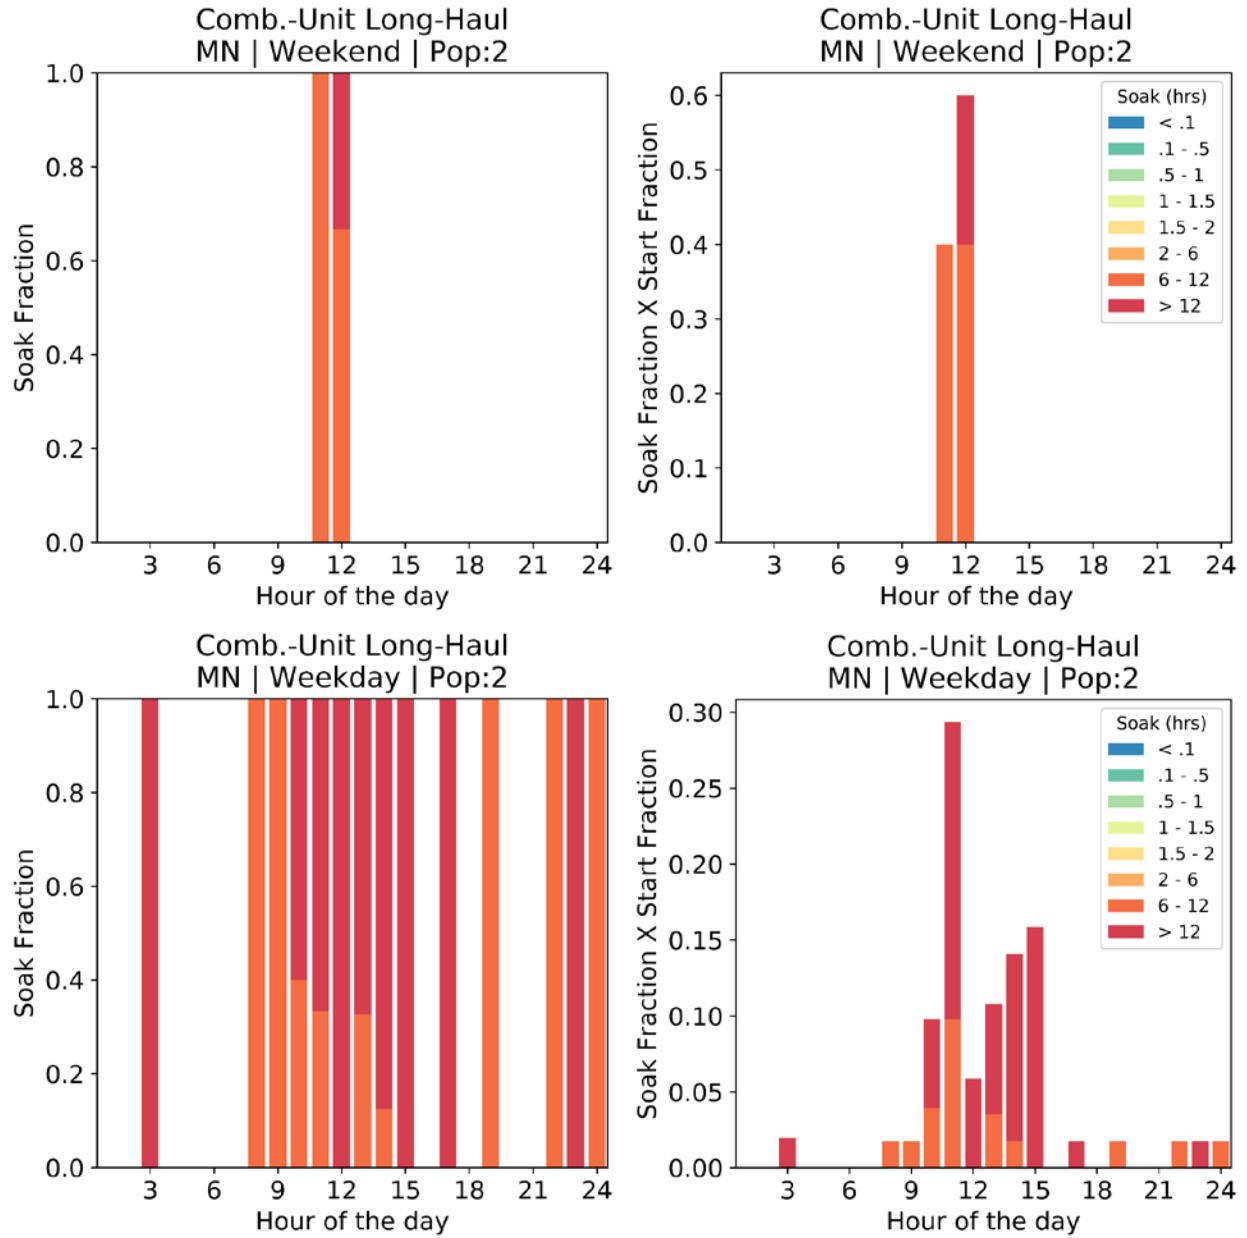 Comb.-Unit Long-Haul
MN | Weekend | Pop:2
1.0
0.8
0.6
0.4
0.2
0.0
Soak Fraction
3 6 9 12 15 18 21 24
Hour of the day
Comb.-Unit Long-Haul
MN | Weekend | Pop:2
0.6
0.5
0.4
0.3
0.2
0.1
0.0
Soak Fraction X Start Fraction
Soak (hrs)
< .1
.1 - .5
.5 - 1
1 - 1.5
1.5 - 2
2 - 6
6 - 12
> 12
3 6 9 12 15 18 21 24
Hour of the day
Comb.-Unit Long-Haul
MN | Weekday | Pop:2
1.0
0.8
0.6
0.4
0.2
0.0
Soak Fraction
3 6 9 12 15 18 21 24
Hour of the day
Comb.-Unit Long-Haul
MN | Weekday | Pop:2
0.30
0.25
0.20
0.15
0.10
0.05
0.00
Soak Fraction X Start Fraction
Soak (hrs)
< .1
.1 - .5
.5 - 1
1 - 1.5
1.5 - 2
2 - 6
6 - 12
> 12
3 6 9 12 15 18 21 24
Hour of the day